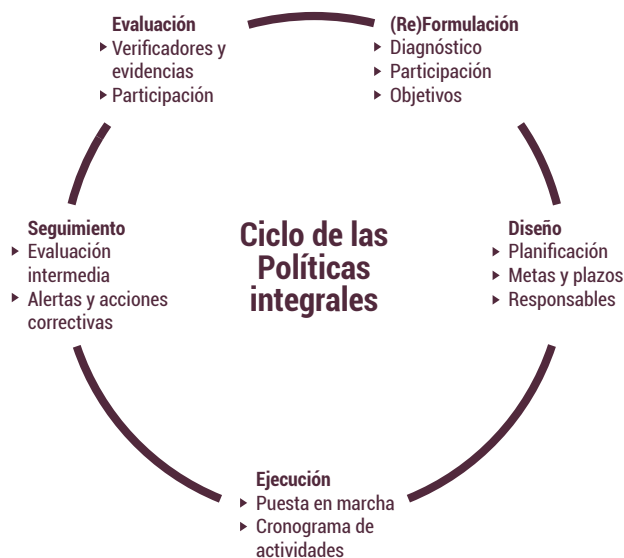 Evaluación
▸ Verificadores y
evidencias
▸ Participación
(Re)Formulación
▸ Diagnóstico
▸ Participación
▸ Objetivos
Diseño
▸ Planificación
▸ Metas y plazos
▸ Responsables
Ejecución
▸ Puesta en marcha
▸ Cronograma de
actividades
Seguimiento
▸ Evaluación
intermedia
▸ Alertas y acciones
correctivas
Ciclo de las
Políticas
integrales